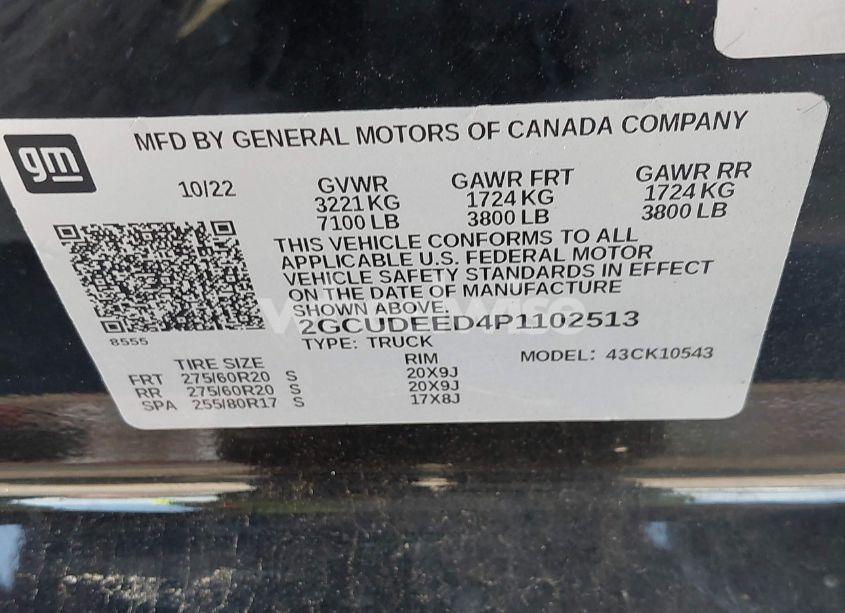 MFD BY GENERAL MOTORS OF CANADA COMPANY
gm
10/22 GVWR GAWR FRT GAWR RR
3221 KG 1724 KG 1724 KG
7100 LB 3800 LB 3800 LB
THIS VEHICLE CONFORMS TO ALL
APPLICABLE U.S. FEDERAL MOTOR
VEHICLE SAFETY STANDARDS IN EFFECT
ON THE DATE OF MANUFACTURE
SHOWN ABOVE.
2GCUDEED4P1102513
8555
TYPE: TRUCK
MODEL: 43CK10543
TIRE SIZE RIM
FRT 275/60R20 S 20X9J
RR 275/60R20 S 20X9J
SPA 255/80R17 S 17X8J